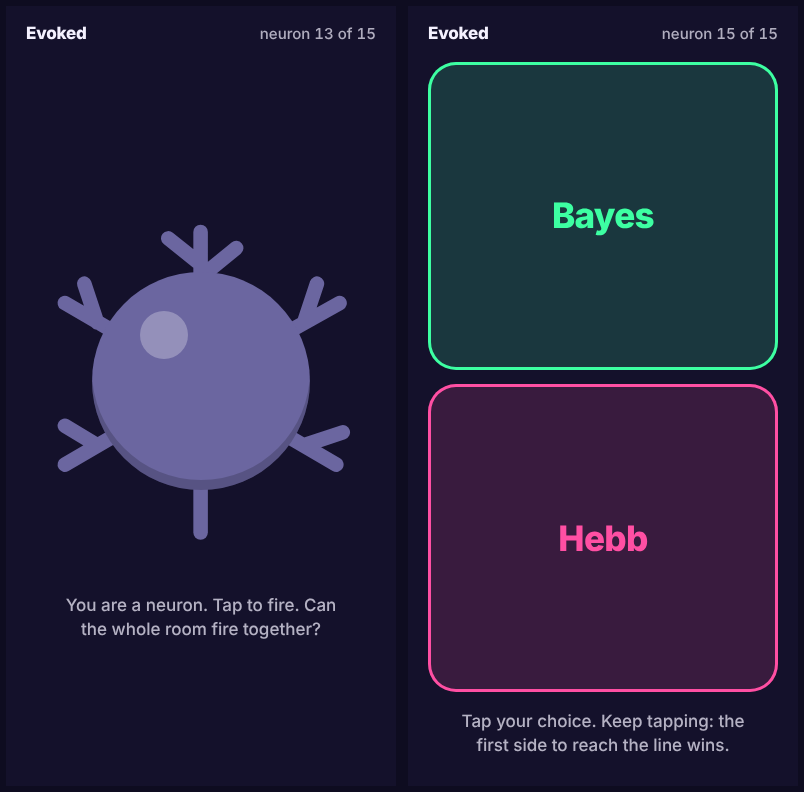 Evoked
neuron 13 of 15
You are a neuron. Tap to fire. Can
the whole room fire together?
Evoked
neuron 15 of 15
Bayes
Hebb
Tap your choice. Keep tapping: the
first side to reach the line wins.